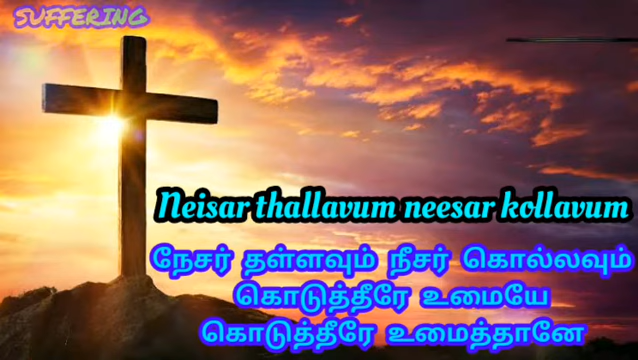 SUFFERING
Neisar thallavum neesar kollavum
நேசர் தள்ளவும் நீசர் கொல்லவும்
கொடுத்தீரே உமையே
கொடுத்தீரே உமைத்தானே